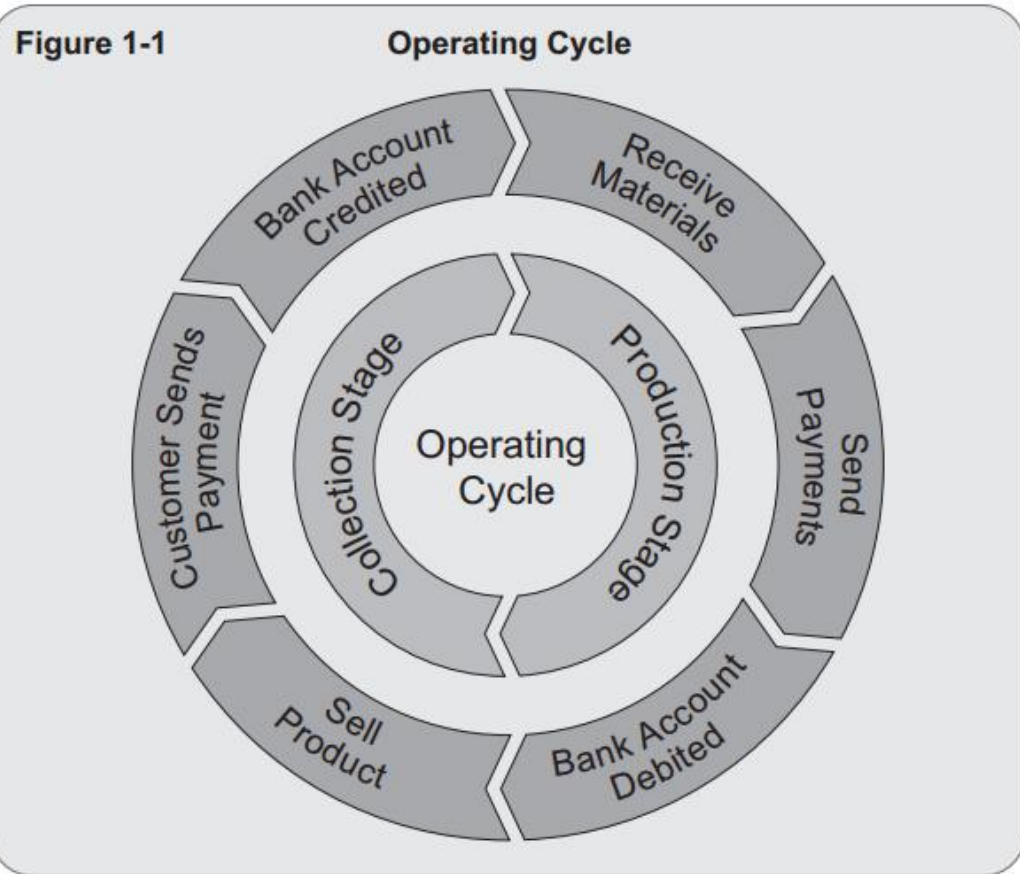 Figure 1-1
Operating Cycle
Bank Account
Credited
Receive
Materials
Send
Payments
Bank Account
Debited
Sell
Product
Customer Sends
Payment
Collection Stage
Production Stage
Operating
Cycle